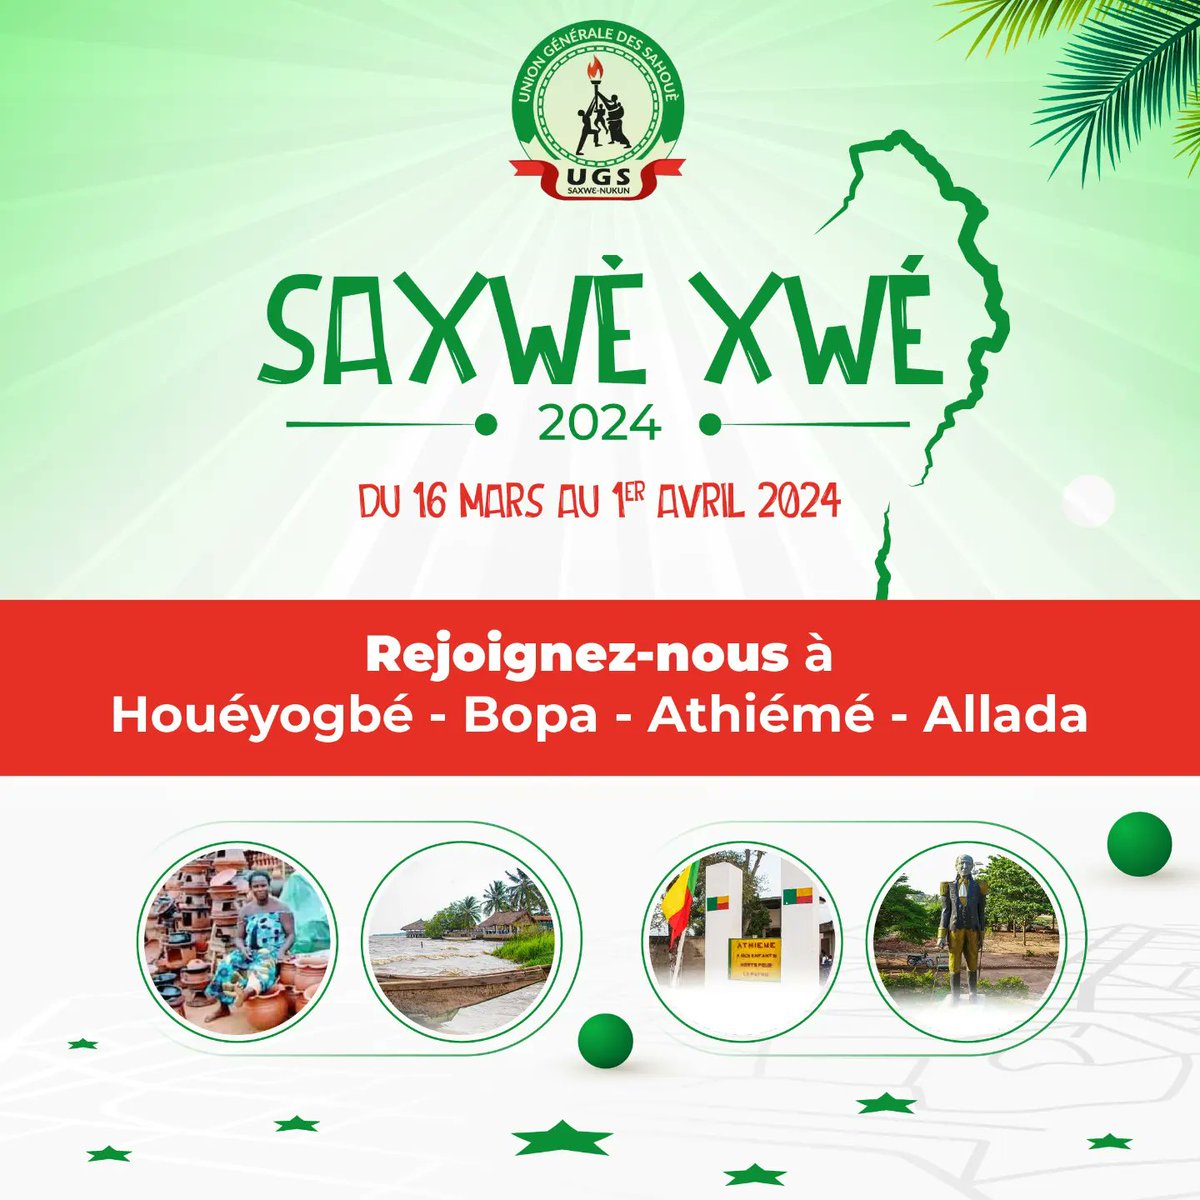 UNION GÉNÉRALE DES SAHOUÈ
UGS
SAXWƐ-NUKUN
SAXWÈ XWÉ
2024
DU 16 MARS AU 1ER AVRIL 2024
Rejoignez-nous à
Houéyogbé - Bopa - Athiémé - Allada
ATHIEME